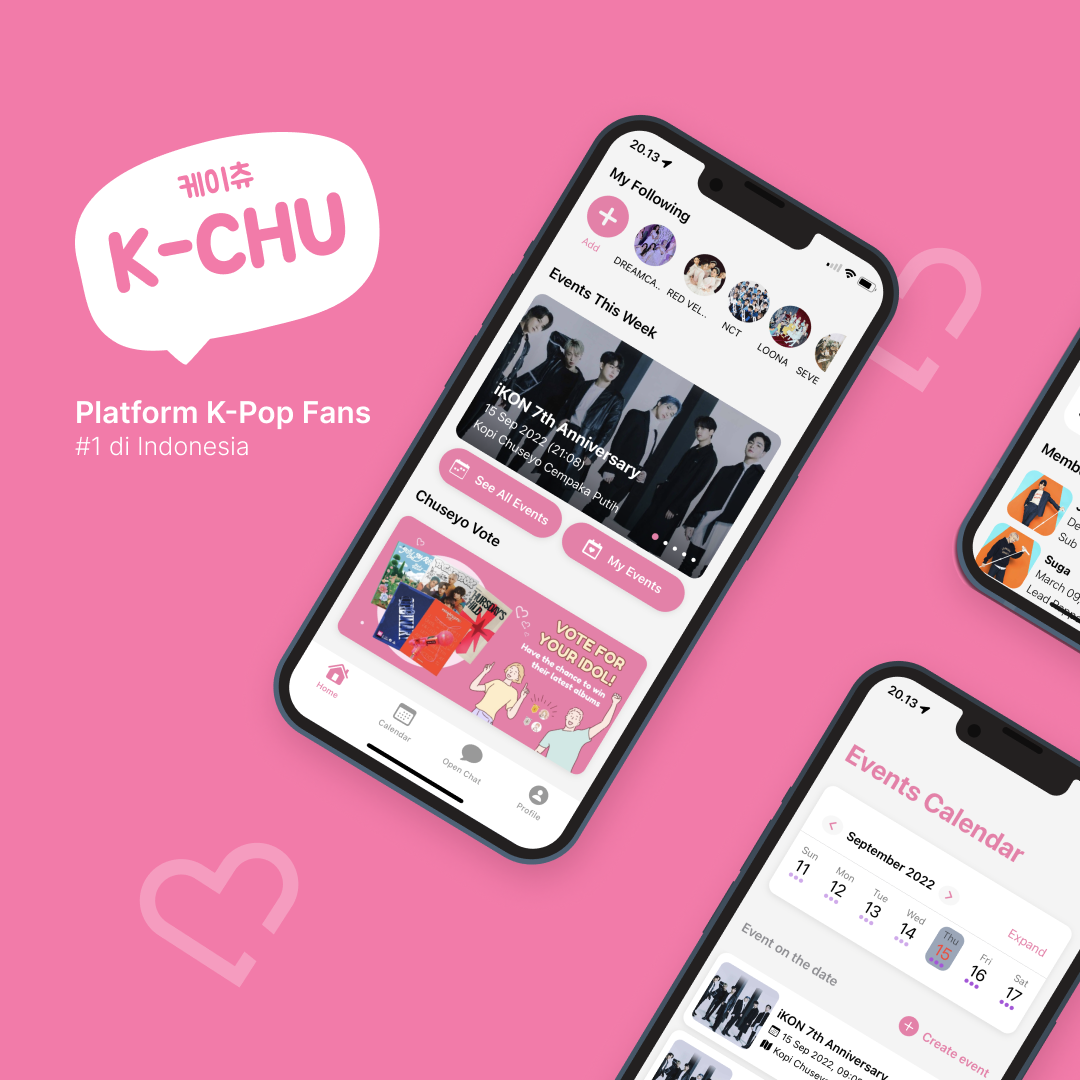 케이츄
K-CHU
Platform K-Pop Fans
#1 di Indonesia
20.13
My Following
Add
DREAMCA..
RED VEL..
NCT
LOONA
SEVE
Events This Week
iKON 7th Anniversary
15 Sep 2022 (21:08)
Kopi Chuseyo Cempaka Putih
See All Events
My Events
Chuseyo Vote
THURSDAY'S
VOTE FOR
YOUR IDOL!
Have the chance to win
their latest albums
Home
Calendar
Open Chat
Profile
Sub
Suga
March 09
Lead Rappe
20.13
Events Calendar
September 2022
Sun
Mon
Tue
Wed
Thu
Fri
Sat
11
12
13
14
15
16
17
Expand
Event on the date
Create event
iKON 7th Anniversary
15 Sep 2022, 09:0
Kopi Chusey